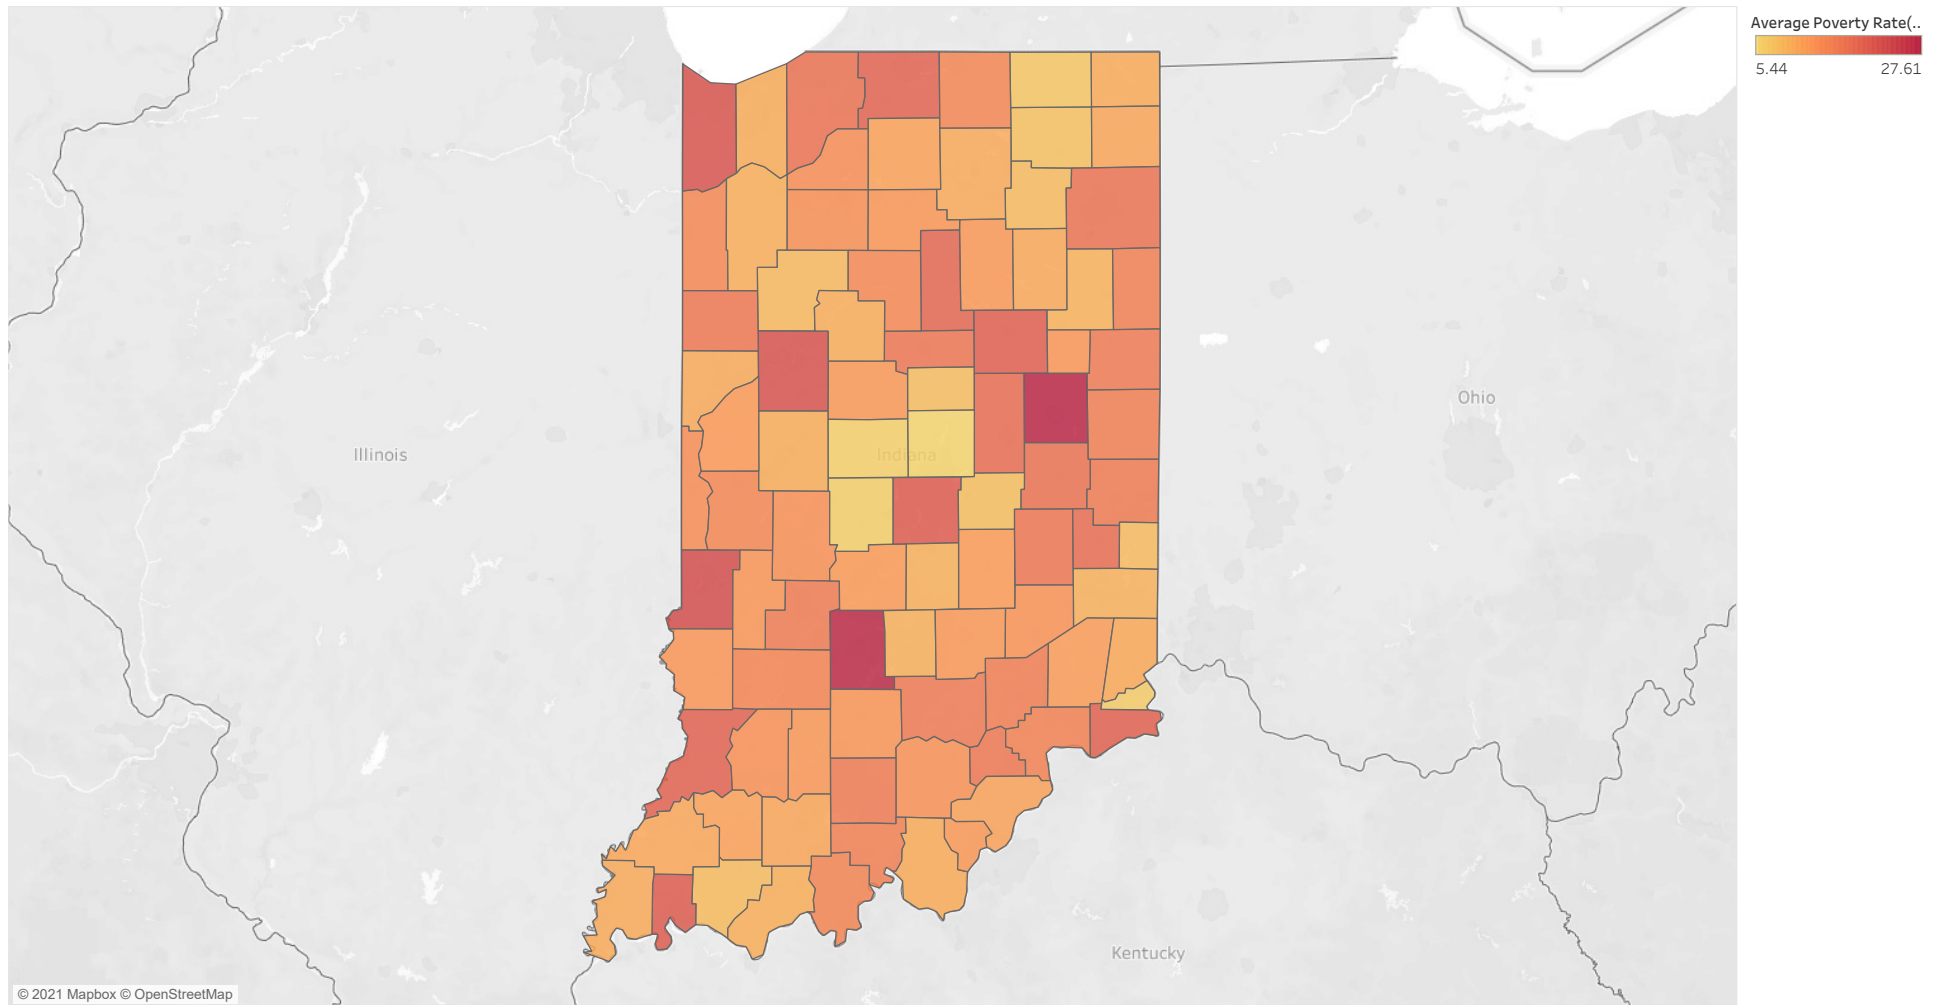 Average Poverty Rate(..
5.44 27.61
Ohio
Illinois
Indiana
Kentucky
© 2021 Mapbox © OpenStreetMap